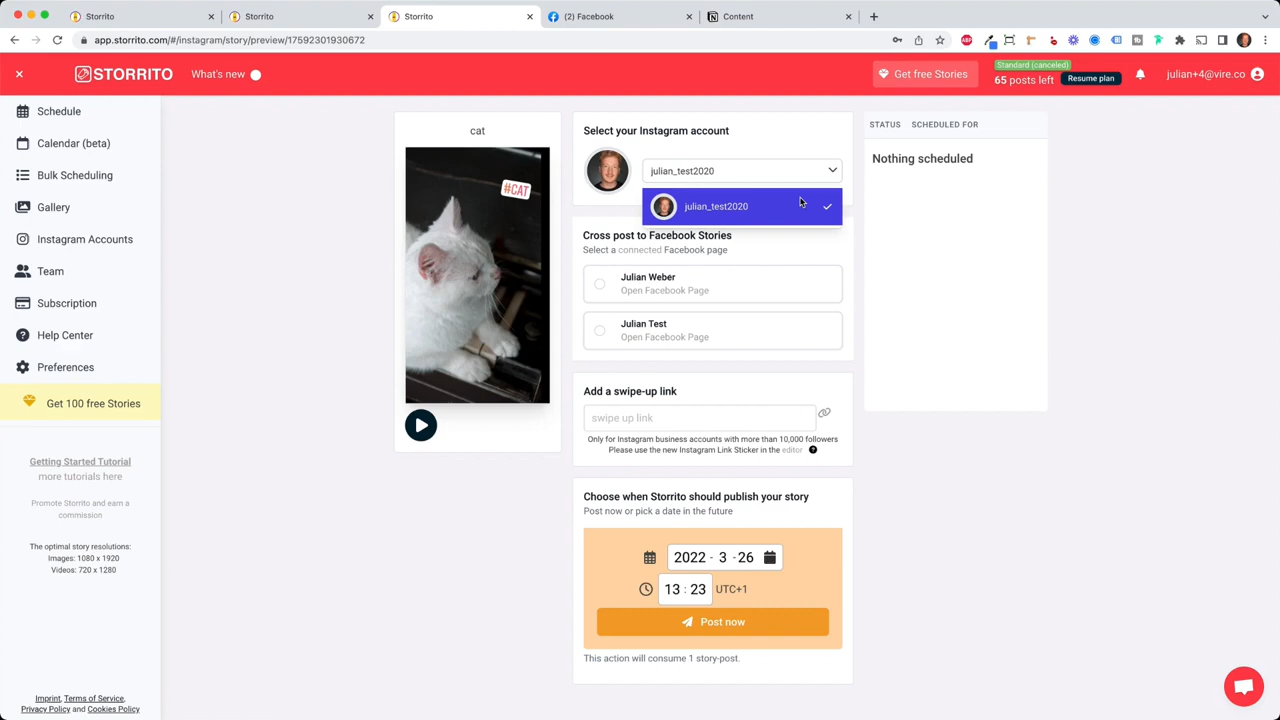 Storrito
Storrito
Storrito
(2) Facebook
Content
app.storrito.com/#/instagram/story/preview/17592301930672
STORRITO
What's new
Get free Stories
Standard (canceled)
65 posts left
Resume plan
julian+4@vire.co
Schedule
Calendar (beta)
Bulk Scheduling
Gallery
Instagram Accounts
Team
Subscription
Help Center
Preferences
Get 100 free Stories
Getting Started Tutorial
more tutorials here
Promote Storrito and earn a
commission
The optimal story resolutions:
Images: 1080 x 1920
Videos: 720 x 1280
Imprint, Terms of Service,
Privacy Policy and Cookies Policy
cat
#CAT
Select your Instagram account
julian_test2020
julian_test2020
Cross post to Facebook Stories
Select a connected Facebook page
Julian Weber
Open Facebook Page
Julian Test
Open Facebook Page
Add a swipe-up link
swipe up link
Only for Instagram business accounts with more than 10,000 followers
Please use the new Instagram Link Sticker in the editor
Choose when Storrito should publish your story
Post now or pick a date in the future
2022 - 3 - 26
13 : 23 UTC+1
Post now
This action will consume 1 story-post.
STATUS SCHEDULED FOR
Nothing scheduled